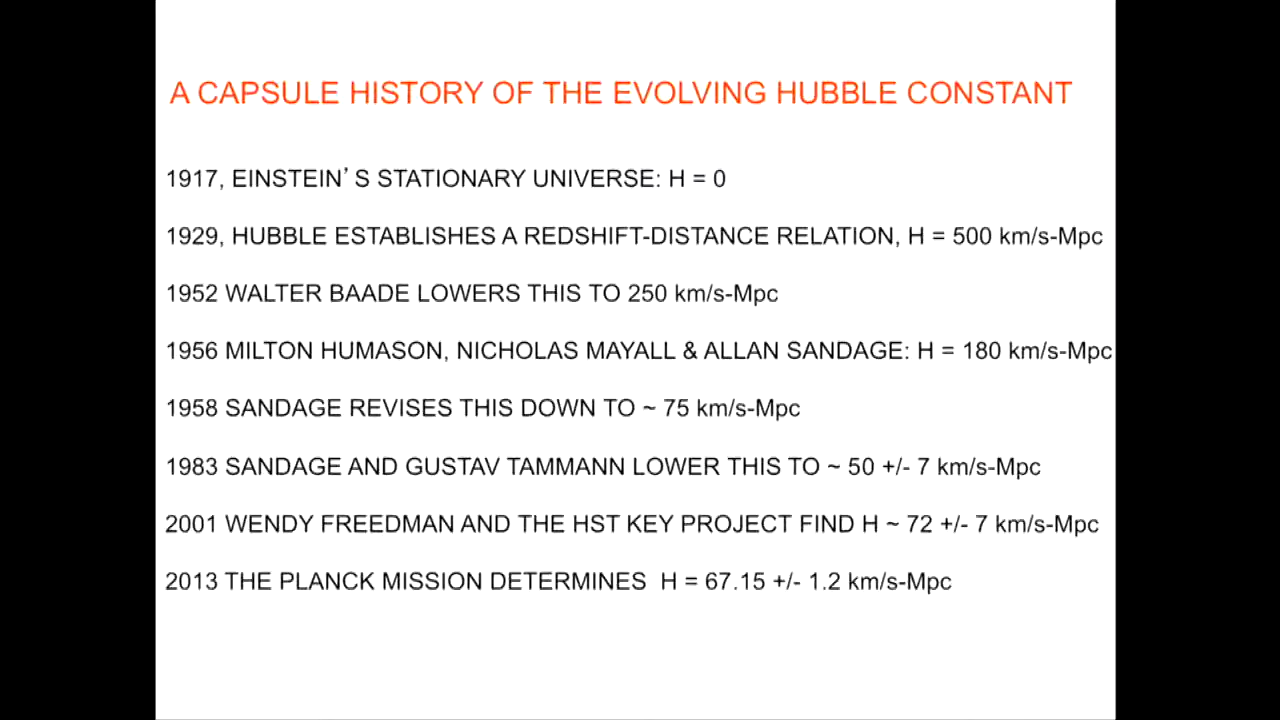 A CAPSULE HISTORY OF THE EVOLVING HUBBLE CONSTANT
1917, EINSTEIN’S STATIONARY UNIVERSE: H = 0
1929, HUBBLE ESTABLISHES A REDSHIFT-DISTANCE RELATION, H = 500 km/s-Mpc
1952 WALTER BAADE LOWERS THIS TO 250 km/s-Mpc
1956 MILTON HUMASON, NICHOLAS MAYALL & ALLAN SANDAGE: H = 180 km/s-Mpc
1958 SANDAGE REVISES THIS DOWN TO ~ 75 km/s-Mpc
1983 SANDAGE AND GUSTAV TAMMANN LOWER THIS TO ~ 50 +/- 7 km/s-Mpc
2001 WENDY FREEDMAN AND THE HST KEY PROJECT FIND H ~ 72 +/- 7 km/s-Mpc
2013 THE PLANCK MISSION DETERMINES H = 67.15 +/- 1.2 km/s-Mpc